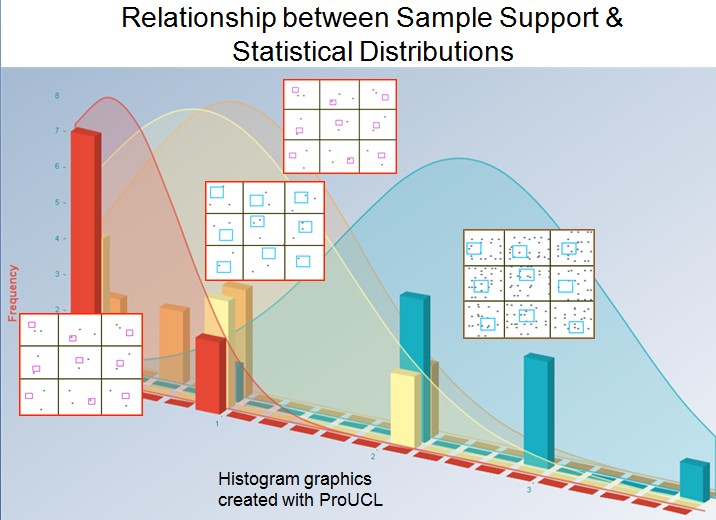 Relationship between Sample Support &
Statistical Distributions
8
7
6
5
4
3
2
Frequency
1
2
3
Histogram graphics
created with ProUCL